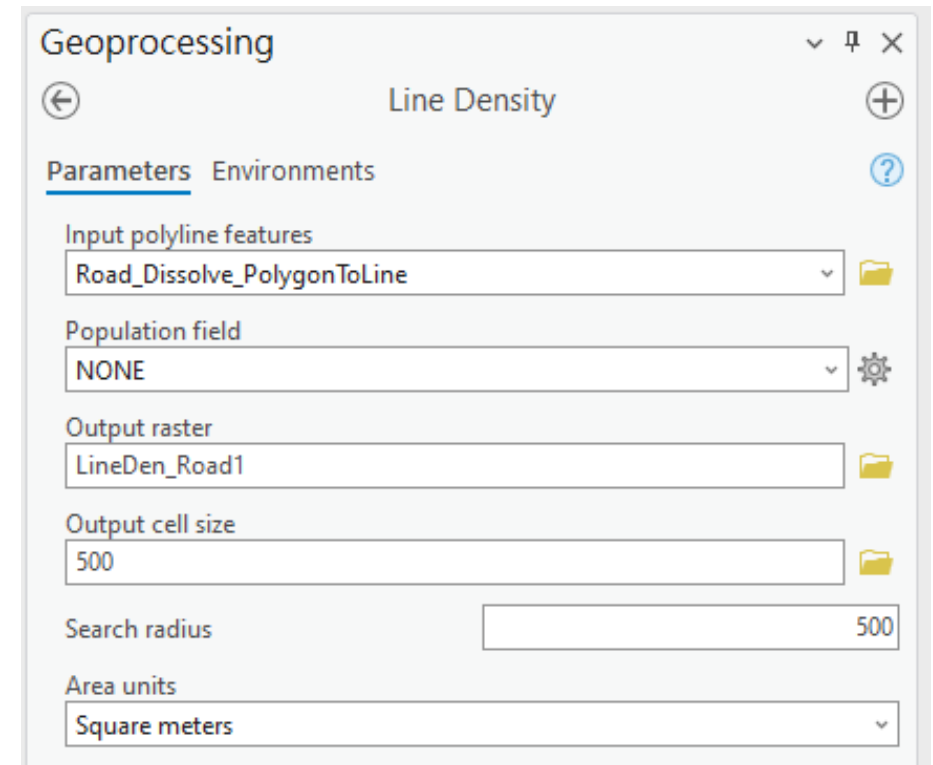 Geoprocessing
Line Density
Parameters Environments
Input polyline features
Road_Dissolve_PolygonToLine
Population field
NONE
Output raster
LineDen_Road1
Output cell size
500
Search radius 500
Area units
Square meters